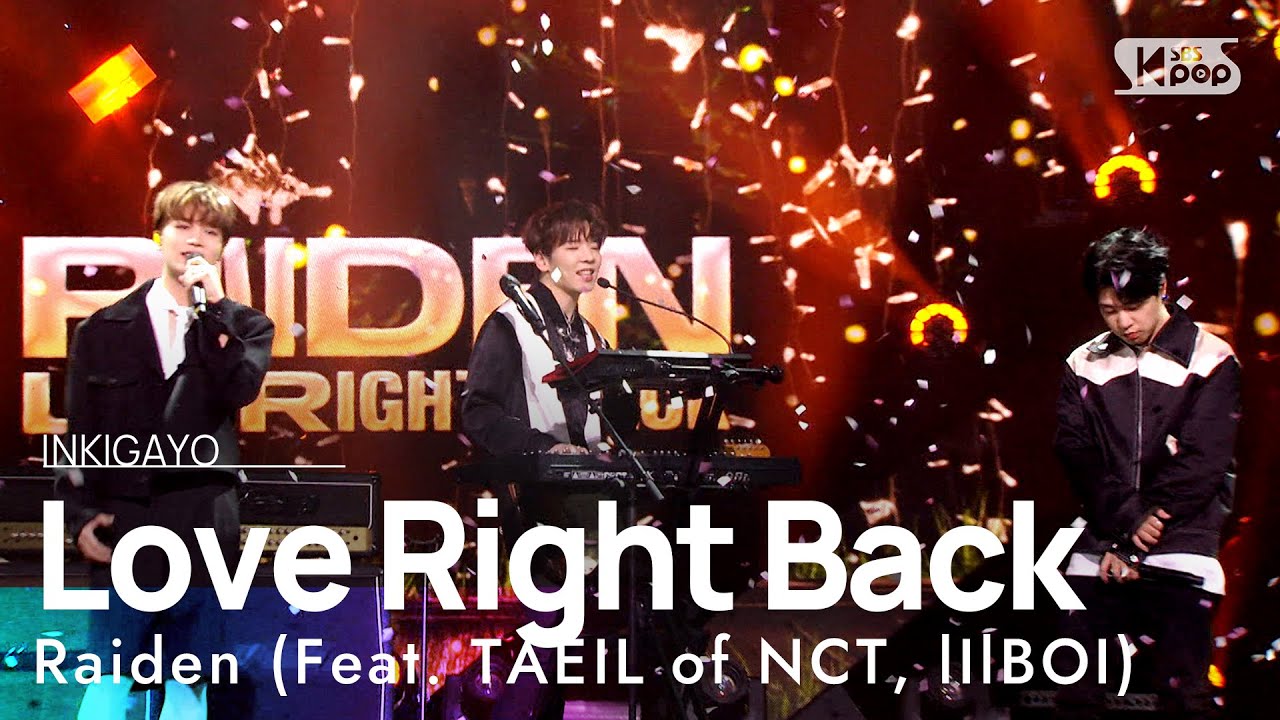 SBS
Kpop
RAIDEN
RIGHT
INKIGAYO
Love Right Back
Raiden (Feat. TAEIL of NCT, lIlBOI)